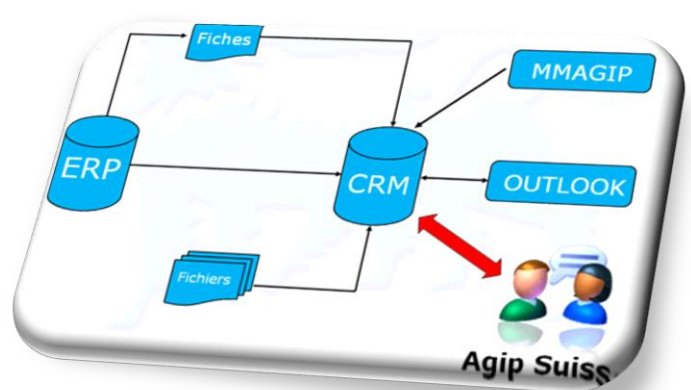 Fiches
MMAGIP
ERP
CRM
OUTLOOK
Fichiers
Agip Suiss